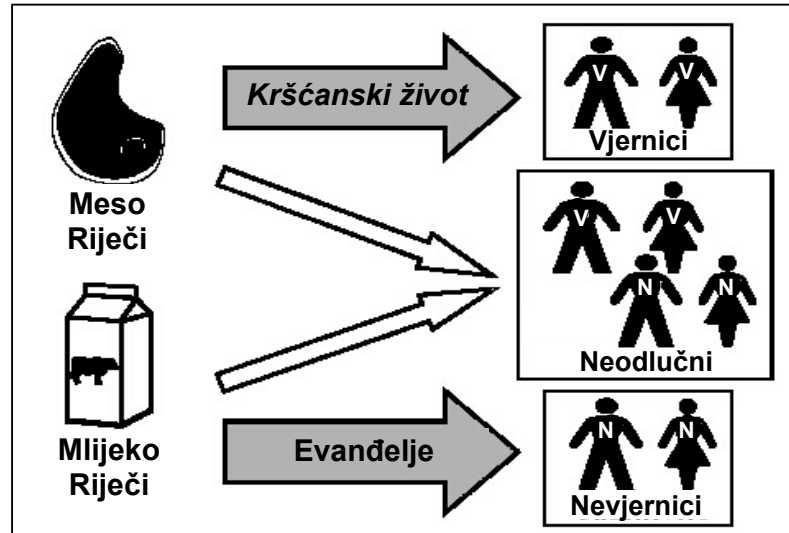 Kršćanski život
V V
Vjernici
Meso
Riječi
V V
N N
Neodlučni
Mlijeko
Riječi
Evanđelje
N N
Nevjernici